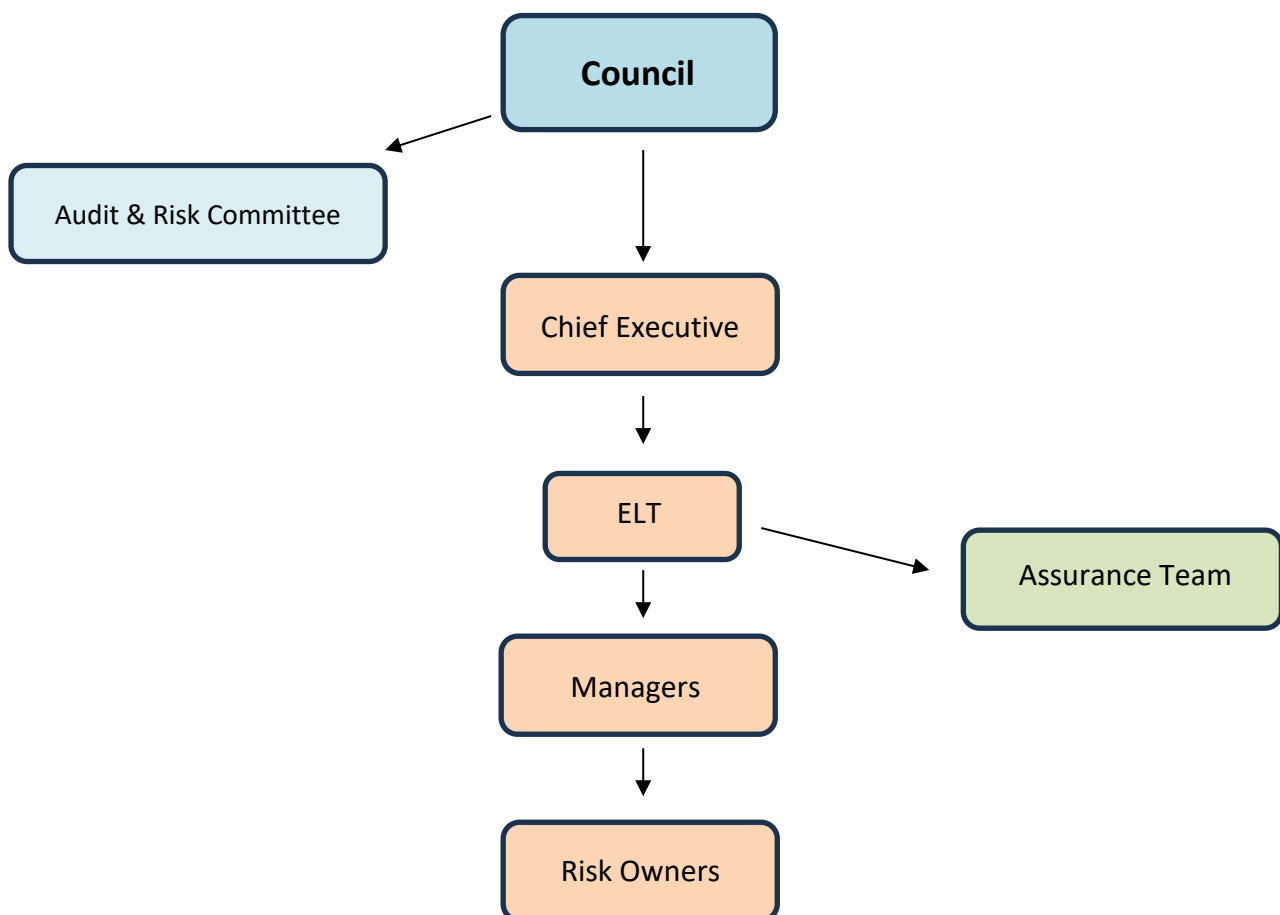 Council
Audit & Risk Committee
Chief Executive
ELT
Assurance Team
Managers
Risk Owners